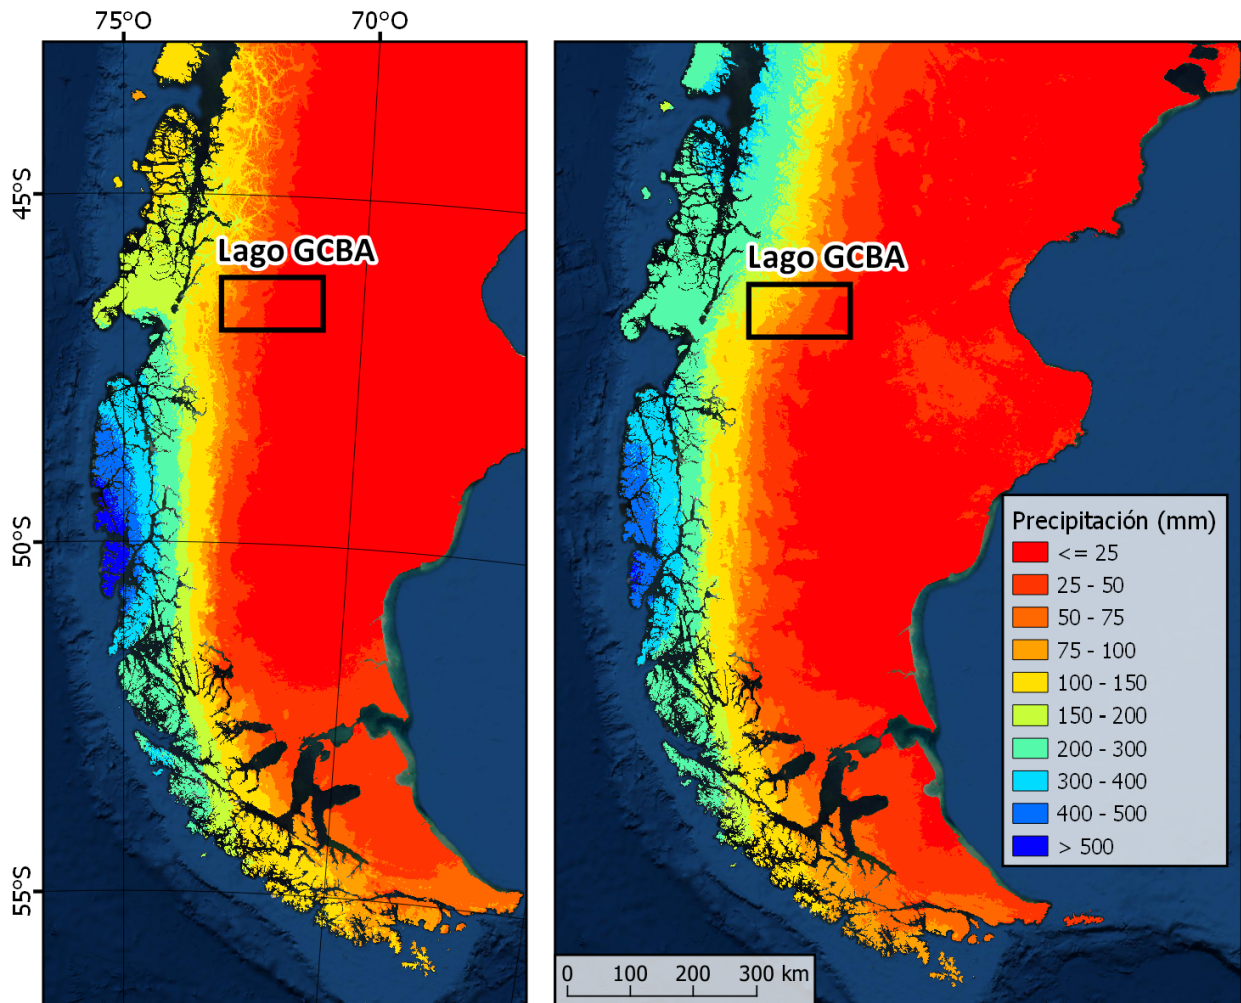 75°O
70°O
45°S
Lago GCBA
Lago GCBA
50°S
Precipitación (mm)
<= 25
25 - 50
50 - 75
75 - 100
100 - 150
150 - 200
200 - 300
300 - 400
400 - 500
> 500
55°S
0 100 200 300 km